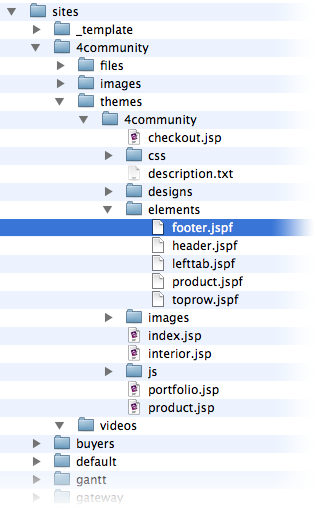 sites
_template
4community
files
images
themes
4community
checkout.jsp
css
description.txt
designs
elements
footer.jspf
header.jspf
lefttab.jspf
product.jspf
toprow.jspf
images
index.jsp
interior.jsp
js
portfolio.jsp
product.jsp
videos
buyers
default
gantt
gateway